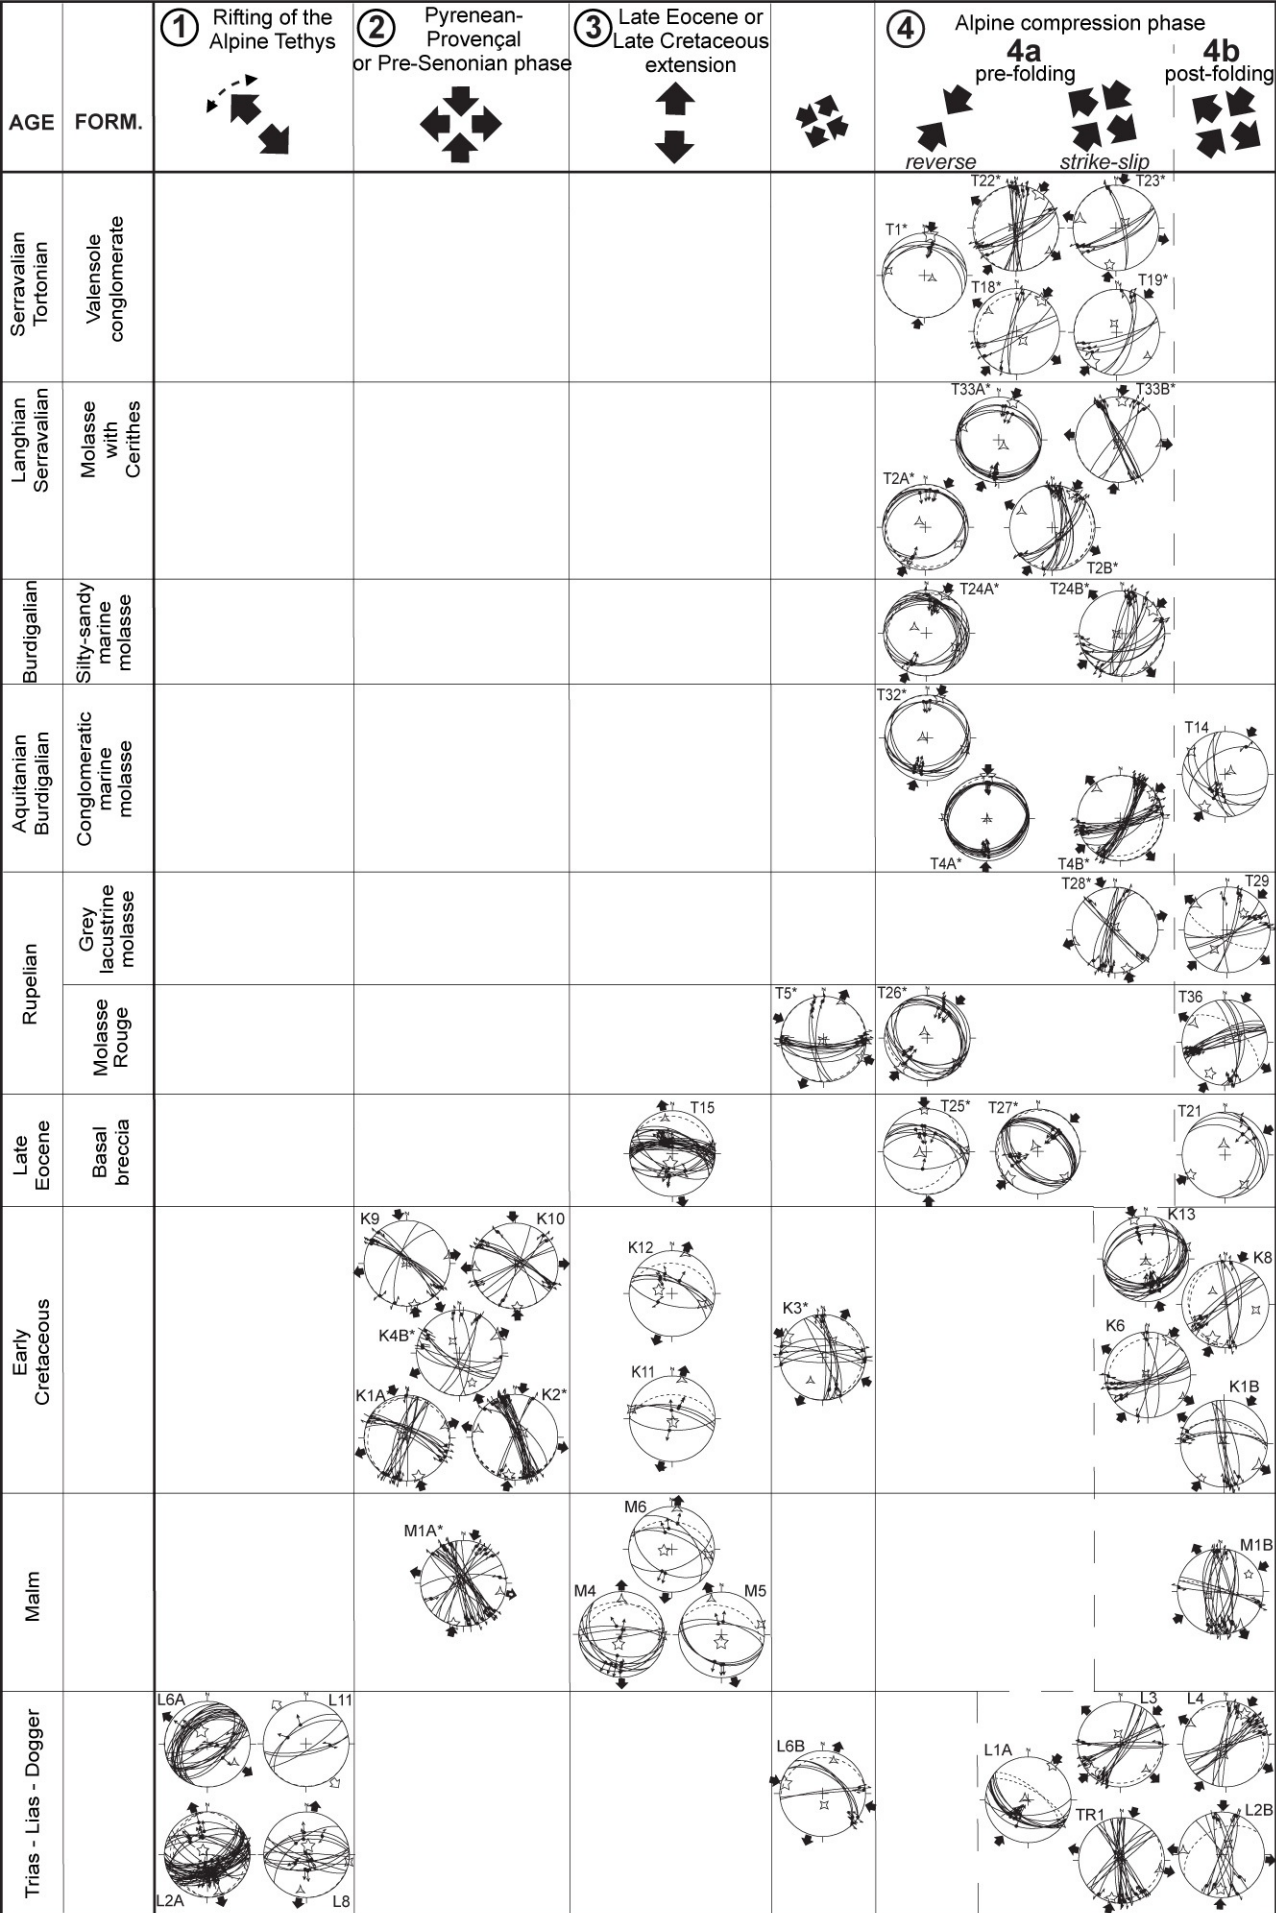 1 Rifting of the
Alpine Tethys
2 Pyrenean-
Provençal
or Pre-Senonian phase
3 Late Eocene or
Late Cretaceous
extension
4 Alpine compression phase
4a
pre-folding
4b
post-folding
AGE FORM.
reverse strike-slip
Serravalian
Tortonian
Valensole
conglomerate
T1*
T22*
T23*
T18*
T19*
Langhian
Serravalian
Molasse
with
Cerithes
T33A*
T33B*
T2A*
T2B*
Burdigalian
Silty-sandy
marine
molasse
T24A*
T24B*
Aquitanian
Burdigalian
Conglomeratic
marine
molasse
T32*
T14
T4A*
T4B*
Rupelian
Grey
lacustrine
molasse
T28*
T29
Molasse
Rouge
T5*
T26*
T36
Late
Eocene
Basal
breccia
T15
T25*
T27*
T21
Early
Cretaceous
K9
K10
K4B*
K1A
K2*
K12
K11
K3*
K13
K8
K6
K1B
Malm
M1A*
M6
M4
M5
M1B
Trias - Lias - Dogger
L6A
L11
L2A
L8
L6B
L1A
L3
L4
TR1
L2B